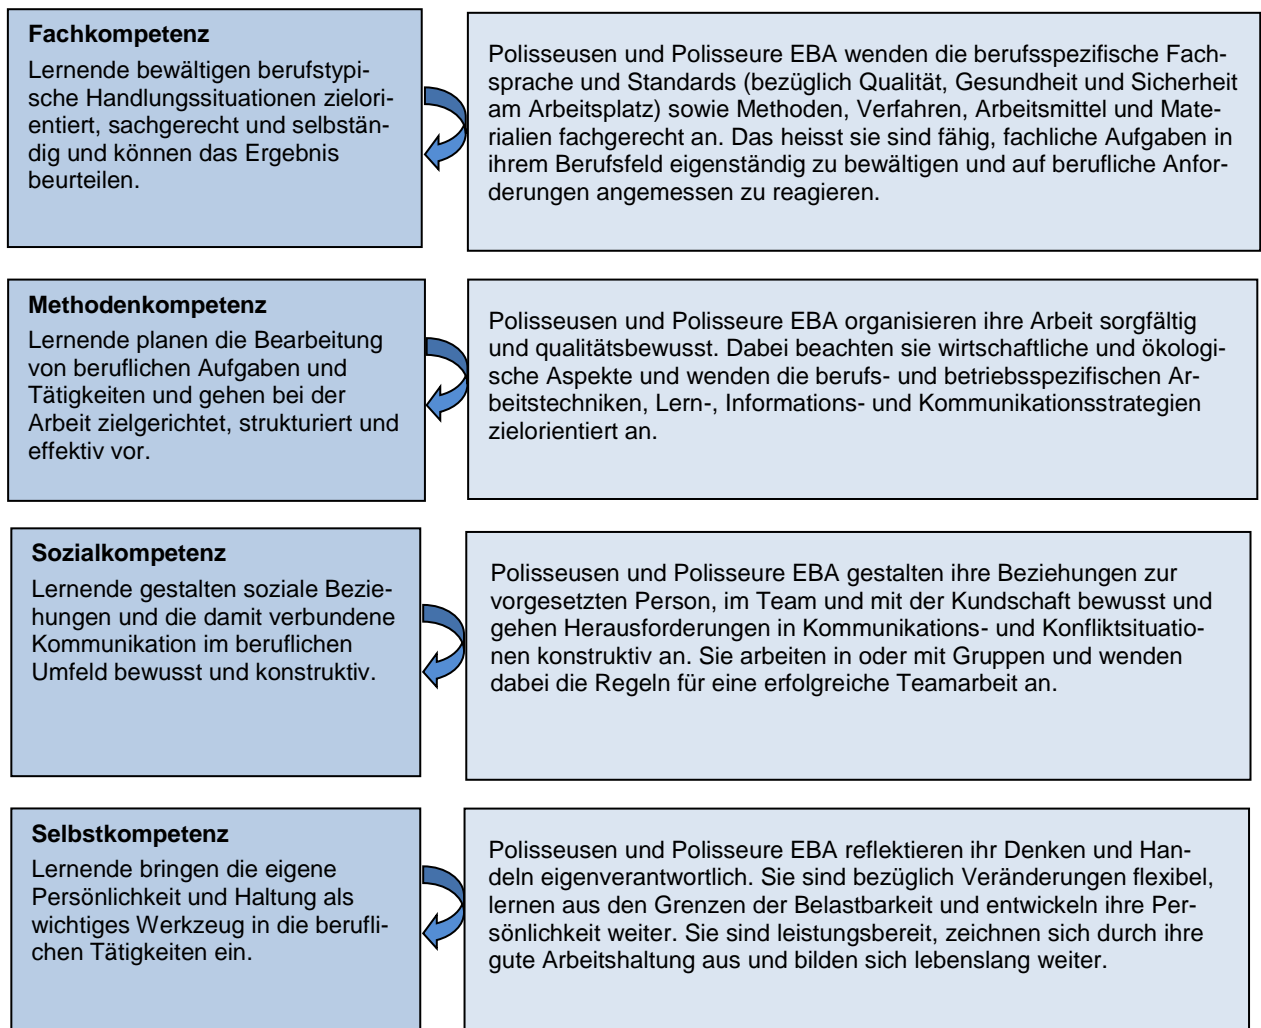 Fachkompetenz
Lernende bewältigen berufstypi-
sche Handlungssituationen zielori-
entiert, sachgerecht und selbstän-
dig und können das Ergebnis
beurteilen.
Polisseusen und Polisseure EBA wenden die berufsspezifische Fach-
sprache und Standards (bezüglich Qualität, Gesundheit und Sicherheit
am Arbeitsplatz) sowie Methoden, Verfahren, Arbeitsmittel und Mate-
rialien fachgerecht an. Das heisst sie sind fähig, fachliche Aufgaben in
ihrem Berufsfeld eigenständig zu bewältigen und auf berufliche Anfor-
derungen angemessen zu reagieren.
Methodenkompetenz
Lernende planen die Bearbeitung
von beruflichen Aufgaben und
Tätigkeiten und gehen bei der
Arbeit zielgerichtet, strukturiert und
effektiv vor.
Polisseusen und Polisseure EBA organisieren ihre Arbeit sorgfältig
und qualitätsbewusst. Dabei beachten sie wirtschaftliche und ökologi-
sche Aspekte und wenden die berufs- und betriebsspezifischen Ar-
beitstechniken, Lern-, Informations- und Kommunikationsstrategien
zielorientiert an.
Sozialkompetenz
Lernende gestalten soziale Bezie-
hungen und die damit verbundene
Kommunikation im beruflichen
Umfeld bewusst und konstruktiv.
Polisseusen und Polisseure EBA gestalten ihre Beziehungen zur
vorgesetzten Person, im Team und mit der Kundschaft bewusst und
gehen Herausforderungen in Kommunikations- und Konfliktsituatio-
nen konstruktiv an. Sie arbeiten in oder mit Gruppen und wenden
dabei die Regeln für eine erfolgreiche Teamarbeit an.
Selbstkompetenz
Lernende bringen die eigene
Persönlichkeit und Haltung als
wichtiges Werkzeug in die berufli-
chen Tätigkeiten ein.
Polisseusen und Polisseure EBA reflektieren ihr Denken und Han-
deln eigenverantwortlich. Sie sind bezüglich Veränderungen flexibel,
lernen aus den Grenzen der Belastbarkeit und entwickeln ihre Per-
sönlichkeit weiter. Sie sind leistungsbereit, zeichnen sich durch ihre
gute Arbeitshaltung aus und bilden sich lebenslang weiter.